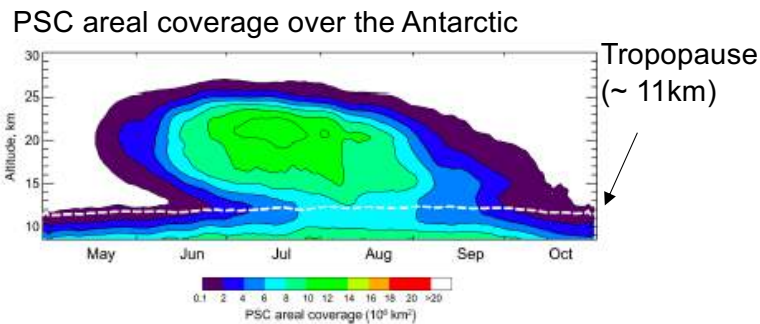 PSC areal coverage over the Antarctic
Tropopause
(~ 11km)
30
25
20
15
10
Altitude, km
May Jun Jul Aug Sep Oct
0.1 2 4 6 8 10 12 14 16 18 20 >20
PSC areal coverage (10⁶ km²)